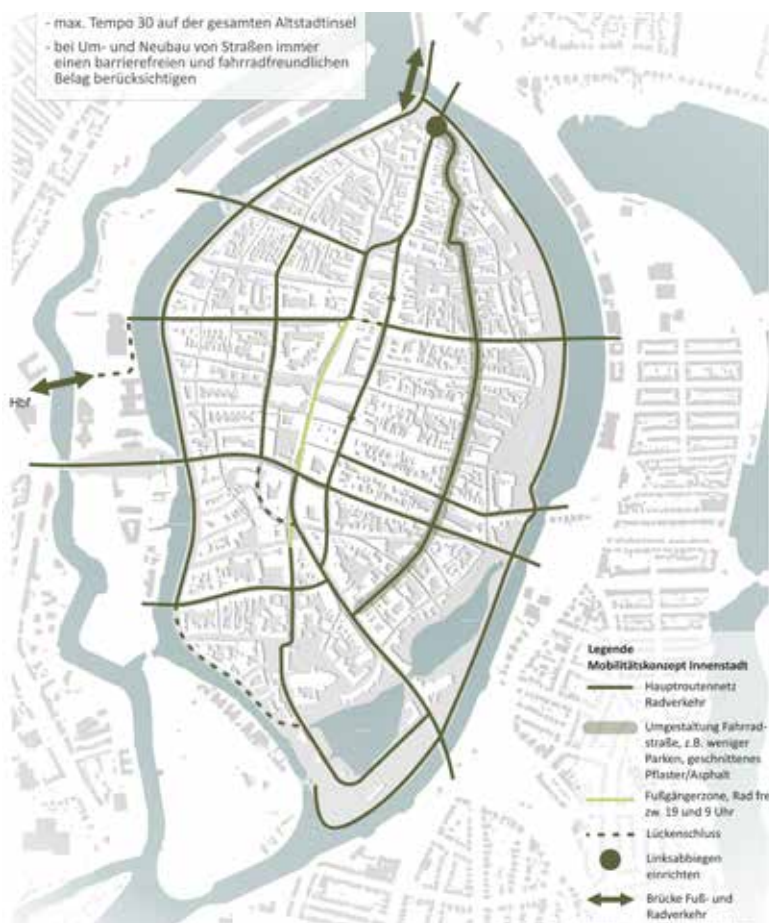 - max. Tempo 30 auf der gesamten Altstadtinsel
- bei Um- und Neubau von Straßen immer
einen barrierefreien und fahrradfreundlichen
Belag berücksichtigen
Hbf
Legende
Mobilitätskonzept Innenstadt
Hauptroutennetz
Radverkehr
Umgestaltung Fahrrad-
straße, z.B. weniger
Parken, geschnittenes
Pflaster/Asphalt
Fußgängerzone, Rad frei
zw. 19 und 9 Uhr
Lückenschluss
Linksabbiegen
einrichten
Brücke Fuß- und
Radverkehr